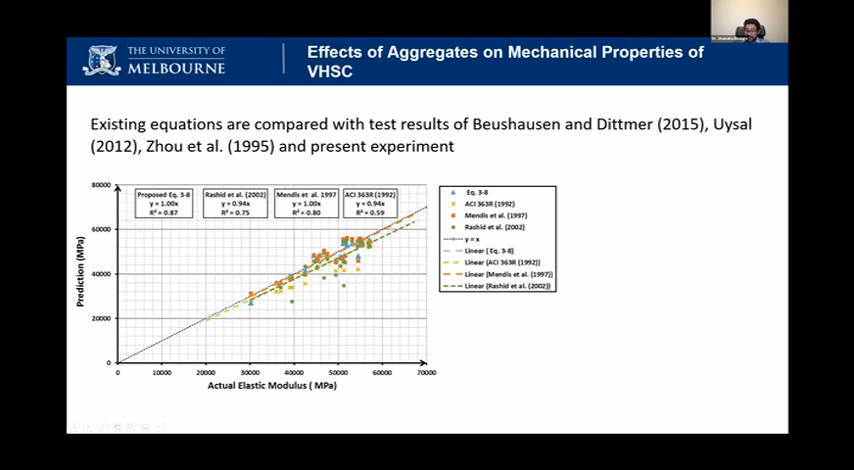 THE UNIVERSITY OF
MELBOURNE
Effects of Aggregates on Mechanical Properties of
VHSC
Existing equations are compared with test results of Beushausen and Dittmer (2015), Uysal
(2012), Zhou et al. (1995) and present experiment
Proposed Eq. 3-8
y = 1.00x
R² = 0.87
Rashid et al. (2002)
y = 0.94x
R² = 0.75
Mendis et al. 1997
y = 1.00x
R² = 0.80
ACI 363R (1992)
y = 0.94x
R² = 0.59
80000
60000
40000
20000
0
Prediction (MPa)
0 10000 20000 30000 40000 50000 60000 70000
Actual Elastic Modulus ( MPa)
Eq. 3-8
ACI 363R (1992)
Mendis et al. (1997)
Rashid et al. (2002)
y = x
Linear ( Eq. 3-8)
Linear (ACI 363R (1992))
Linear (Mendis et al. (1997))
Linear (Rashid et al. (2002))